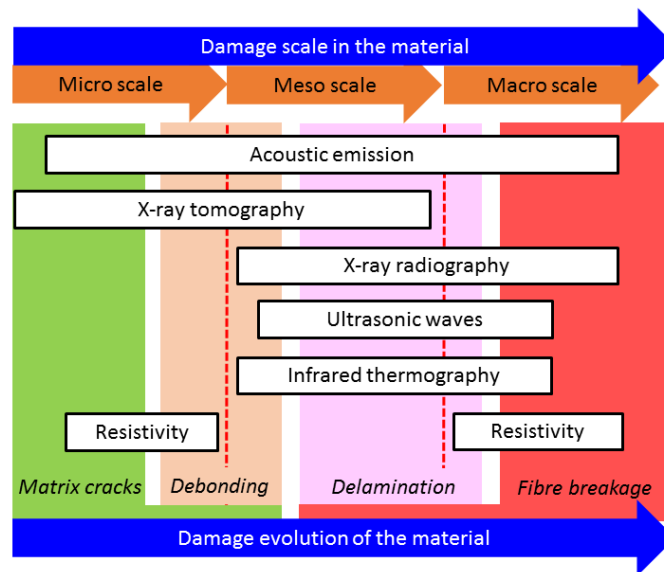 Damage scale in the material
Micro scale
Meso scale
Macro scale
Acoustic emission
X-ray tomography
X-ray radiography
Ultrasonic waves
Infrared thermography
Resistivity
Resistivity
Matrix cracks
Debonding
Delamination
Fibre breakage
Damage evolution of the material